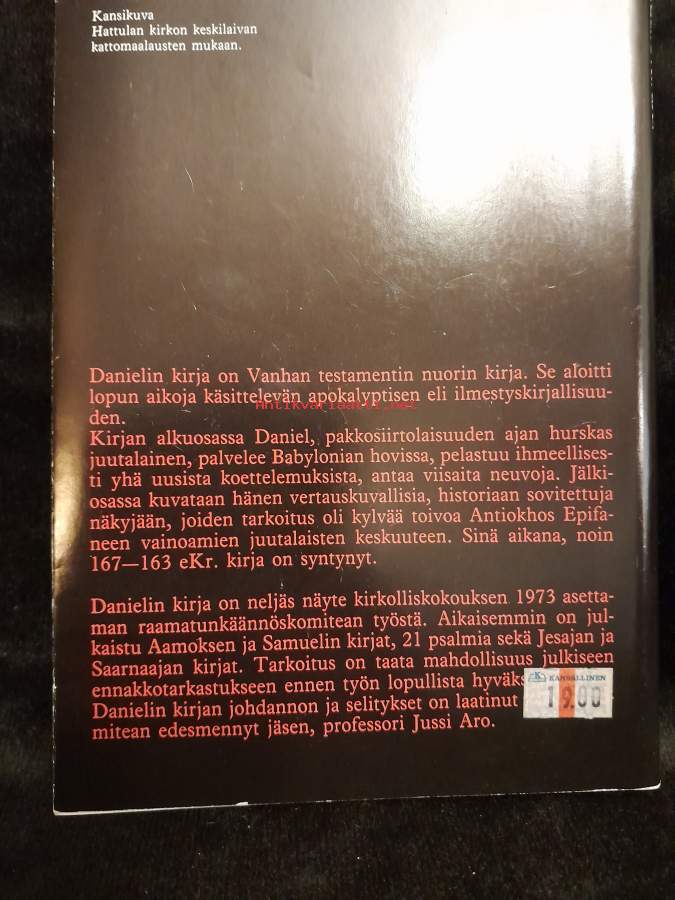 Kansikuva
Hattulan kirkon keskilaivan
kattomaalausten mukaan.
Danielin kirja on Vanhan testamentin nuorin kirja. Se aloitti
lopun aikoja käsittelevän apokalyptisen eli ilmestyskirjallisuu-
den.
antikvariaatti.net
Kirjan alkuosassa Daniel, pakkosiirtolaisuuden ajan hurskas
juutalainen, palvelee Babylonian hovissa, pelastuu ihmeellises-
ti yhä uusista koettelemuksista, antaa viisaita neuvoja. Jälki-
osassa kuvataan hänen vertauskuvallisia, historiaan sovitettuja
näkyjään, joiden tarkoitus oli kylvää toivoa Antiokhos Epifa-
neen vainoamien juutalaisten keskuuteen. Sinä aikana, noin
167—163 eKr. kirja on syntynyt.
Danielin kirja on neljäs näyte kirkolliskokouksen 1973 asetta-
man raamatunkäännöskomitean työstä. Aikaisemmin on jul-
kaistu Aamoksen ja Samuelin kirjat, 21 psalmia sekä Jesajan ja
Saarnaajan kirjat. Tarkoitus on taata mahdollisuus julkiseen
ennakkotarkastukseen ennen työn lopullista hyväks
KANSALLINEN
19.00
Danielin kirjan johdannon ja selitykset on laatinut
mitean edesmennyt jäsen, professori Jussi Aro.